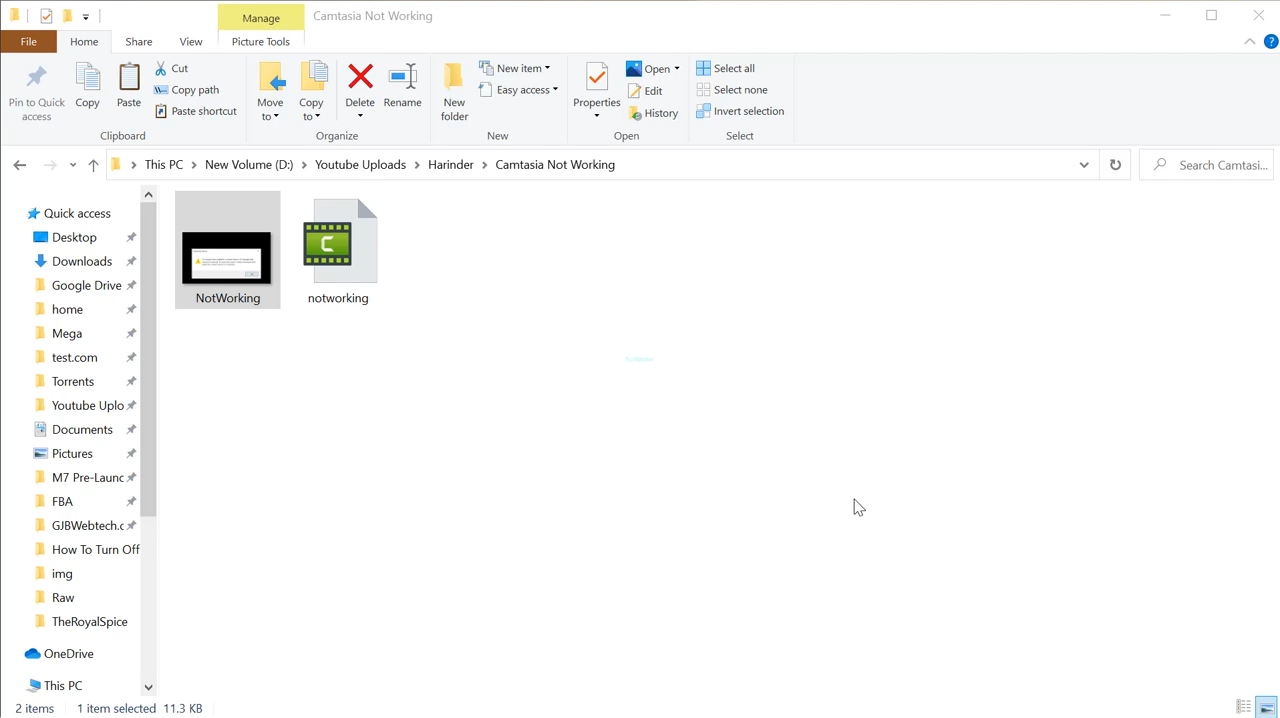 Manage
Camtasia Not Working
File
Home
Share
View
Picture Tools
Pin to Quick access
Copy
Paste
Cut
Copy path
Paste shortcut
Clipboard
Move to
Copy to
Delete
Rename
Organize
New folder
New item
Easy access
New
Properties
Open
Edit
History
Open
Select all
Select none
Invert selection
Select
This PC
New Volume (D:)
Youtube Uploads
Harinder
Camtasia Not Working
Search Camtasi...
Quick access
Desktop
Downloads
Google Drive
home
Mega
test.com
Torrents
Youtube Uplo
Documents
Pictures
M7 Pre-Launc
FBA
GJBWebtech.c
How To Turn Off
img
Raw
TheRoyalSpice
OneDrive
This PC
NotWorking
C
notworking
2 items
1 item selected 11.3 KB